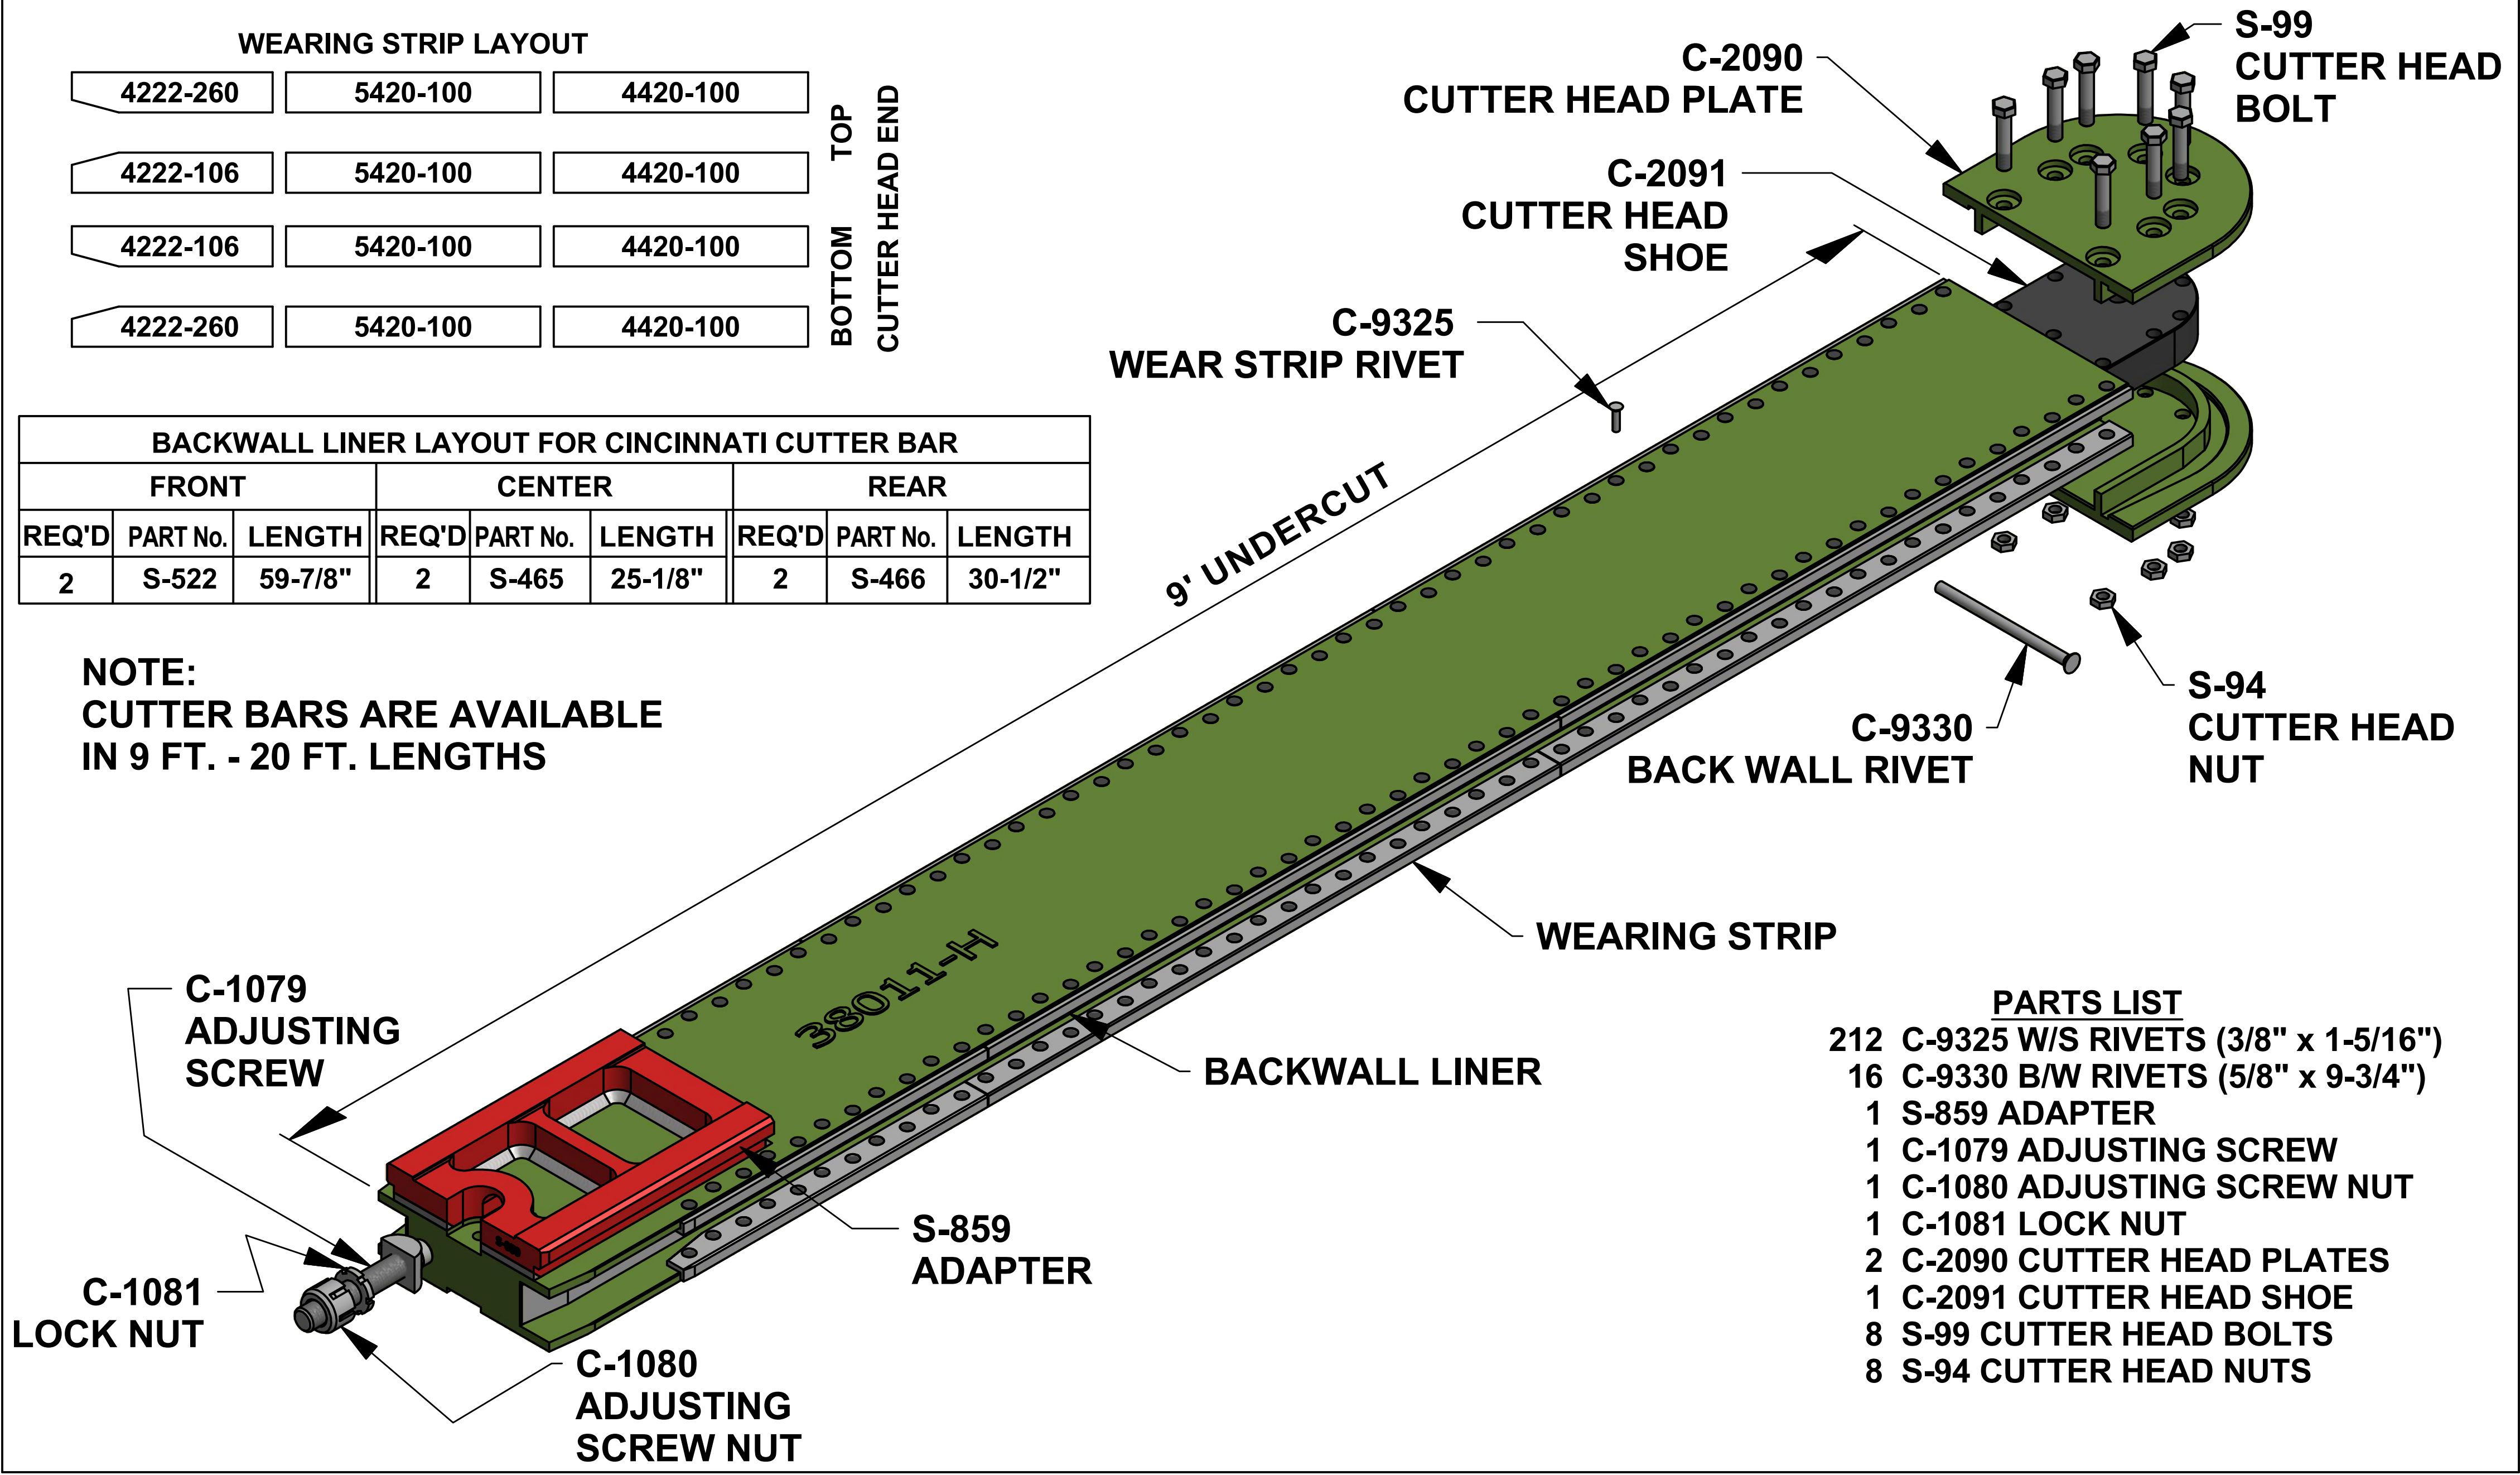 WEARING STRIP LAYOUT
4222-260 5420-100 4420-100
4222-106 5420-100 4420-100
4222-106 5420-100 4420-100
4222-260 5420-100 4420-100
TOP
BOTTOM
CUTTER HEAD END
BACKWALL LINER LAYOUT FOR CINCINNATI CUTTER BAR
FRONT CENTER REAR
REQ'D PART No. LENGTH REQ'D PART No. LENGTH REQ'D PART No. LENGTH
2 S-522 59-7/8" 2 S-465 25-1/8" 2 S-466 30-1/2"
NOTE:
CUTTER BARS ARE AVAILABLE
IN 9 FT. - 20 FT. LENGTHS
S-99
CUTTER HEAD
BOLT
C-2090
CUTTER HEAD PLATE
C-2091
CUTTER HEAD
SHOE
C-9325
WEAR STRIP RIVET
9' UNDERCUT
S-94
CUTTER HEAD
NUT
C-9330
BACK WALL RIVET
WEARING STRIP
38011-H
BACKWALL LINER
C-1079
ADJUSTING
SCREW
S-859
ADAPTER
S-859
C-1081
LOCK NUT
C-1080
ADJUSTING
SCREW NUT
PARTS LIST
212 C-9325 W/S RIVETS (3/8" x 1-5/16")
16 C-9330 B/W RIVETS (5/8" x 9-3/4")
1 S-859 ADAPTER
1 C-1079 ADJUSTING SCREW
1 C-1080 ADJUSTING SCREW NUT
1 C-1081 LOCK NUT
2 C-2090 CUTTER HEAD PLATES
1 C-2091 CUTTER HEAD SHOE
8 S-99 CUTTER HEAD BOLTS
8 S-94 CUTTER HEAD NUTS